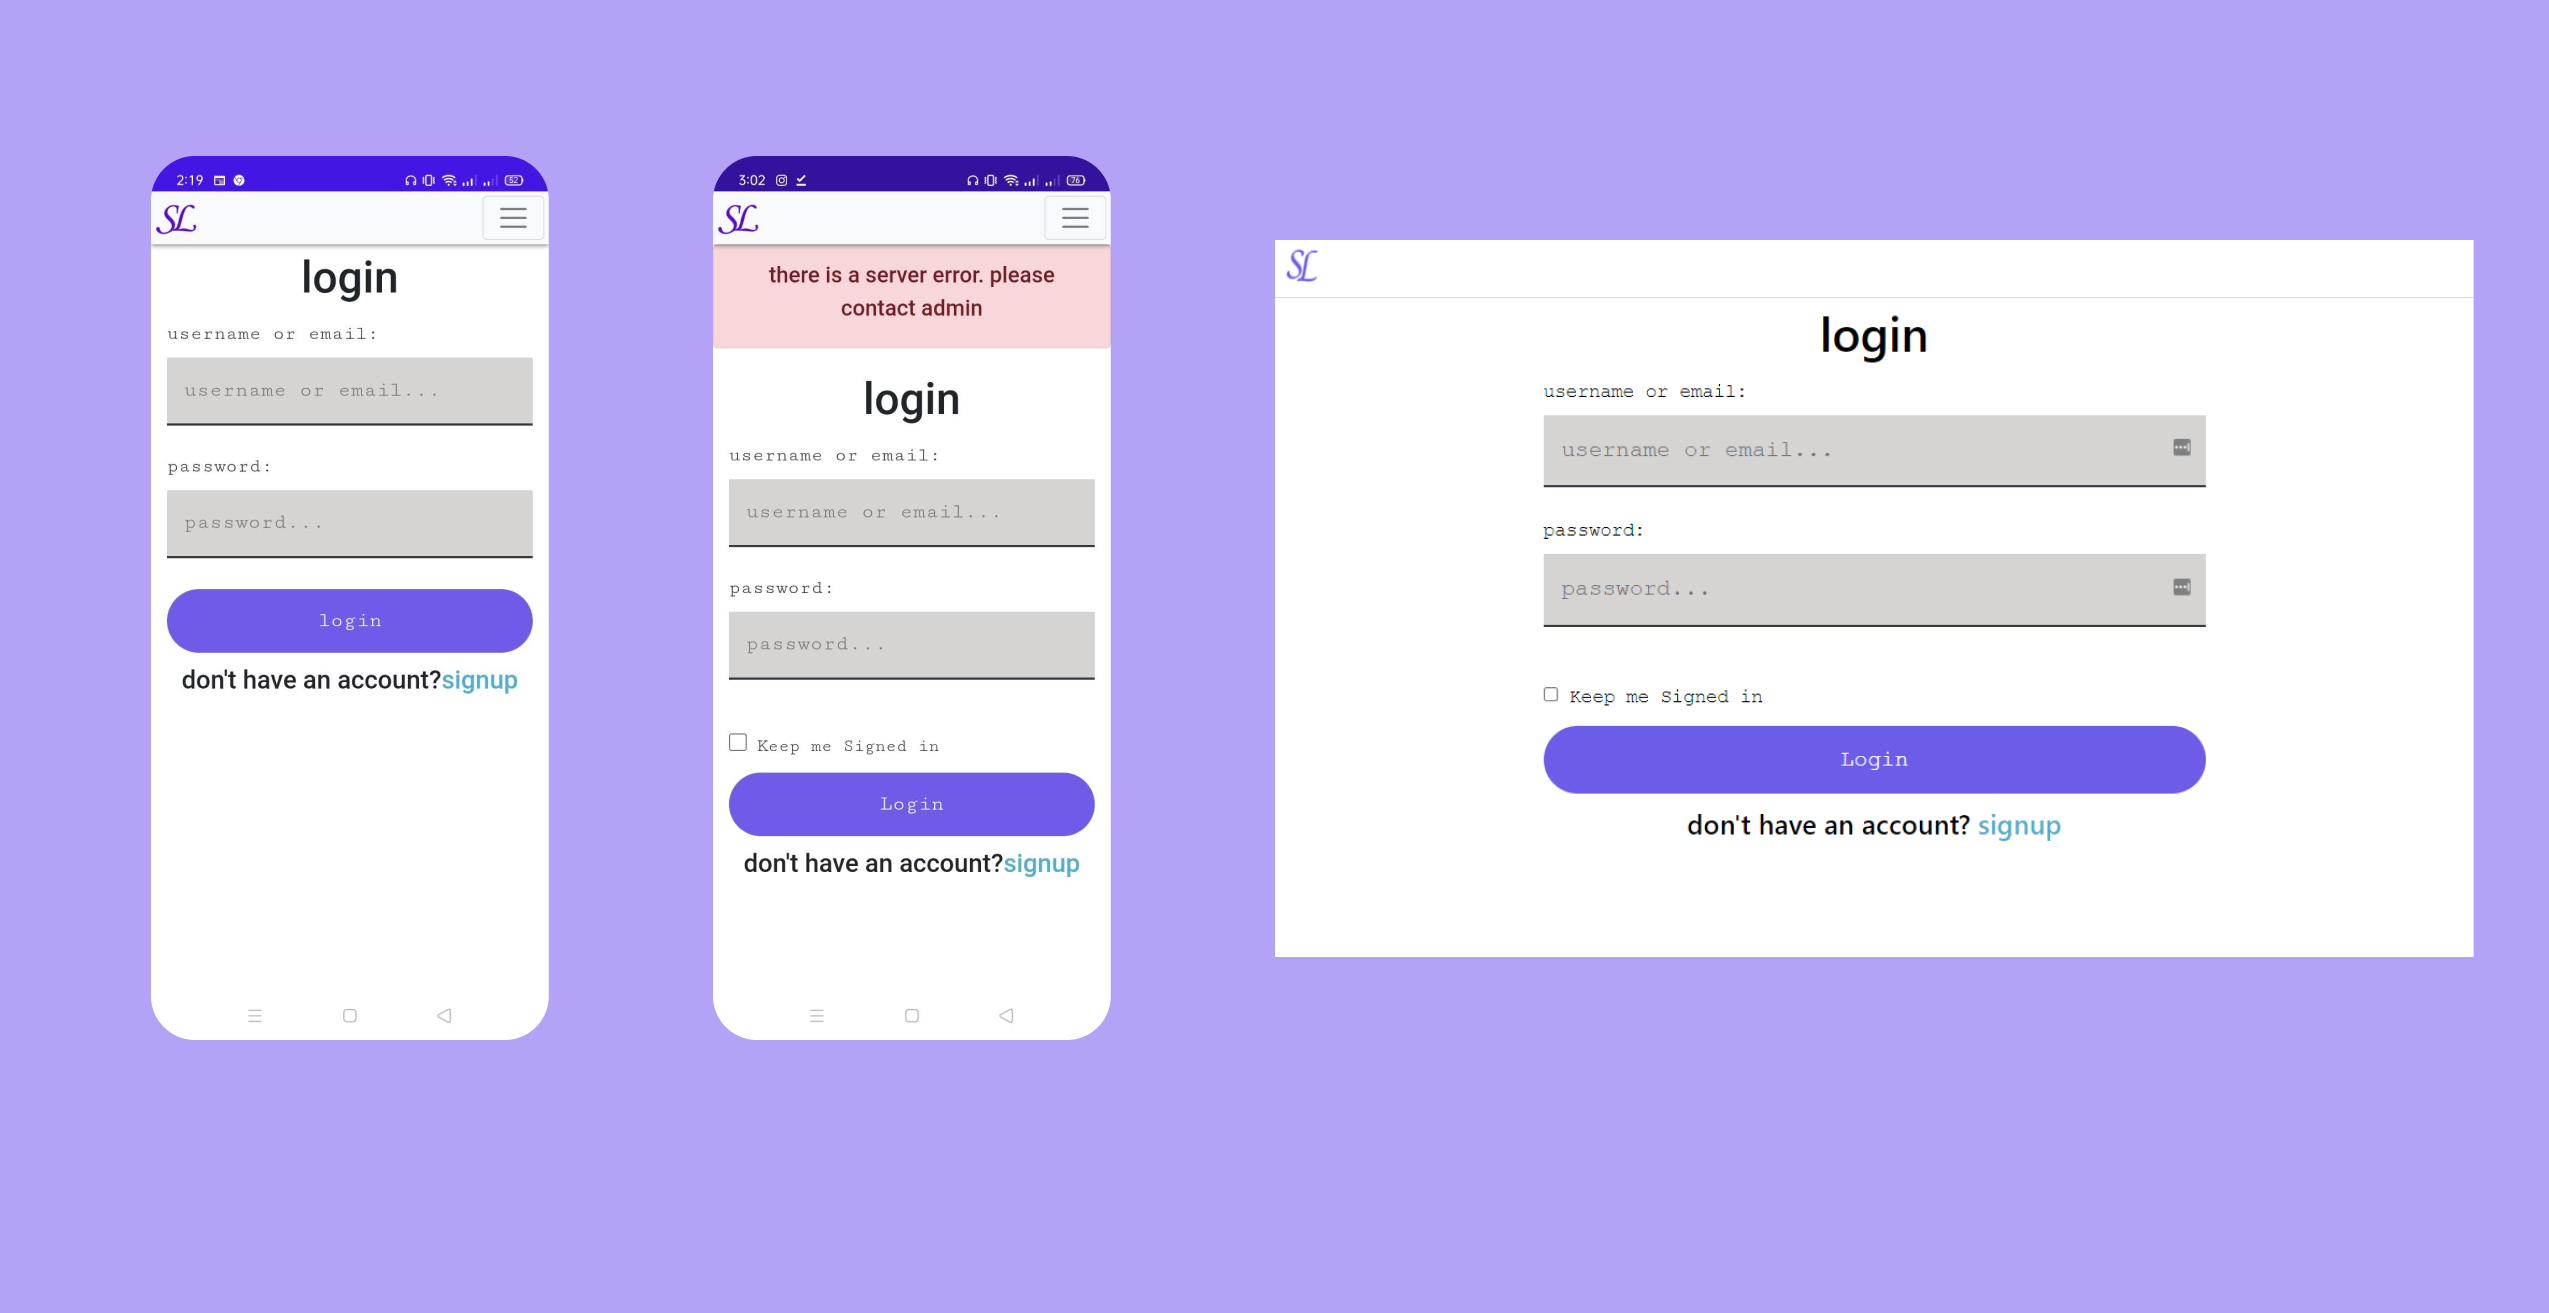 2:19
52
SL
login
username or email:
username or email...
password:
password...
login
don't have an account?signup
3:02
76
SL
there is a server error. please
contact admin
login
username or email:
username or email...
password:
password...
Keep me Signed in
Login
don't have an account?signup
SL
login
username or email:
username or email...
password:
password...
Keep me Signed in
Login
don't have an account? signup